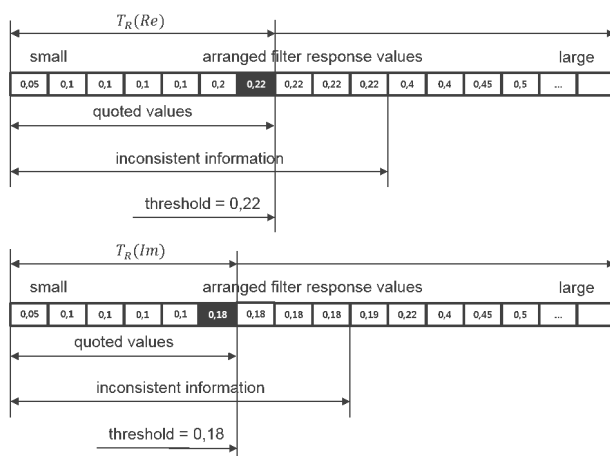 T_R(Re)
small arranged filter response values large
0,05 0,1 0,1 0,1 0,1 0,2 0,22 0,22 0,22 0,22 0,4 0,4 0,45 0,5 ...
quoted values
inconsistent information
threshold = 0,22
T_R(Im)
small arranged filter response values large
0,05 0,1 0,1 0,1 0,1 0,18 0,18 0,18 0,18 0,19 0,22 0,4 0,45 0,5 ...
quoted values
inconsistent information
threshold = 0,18